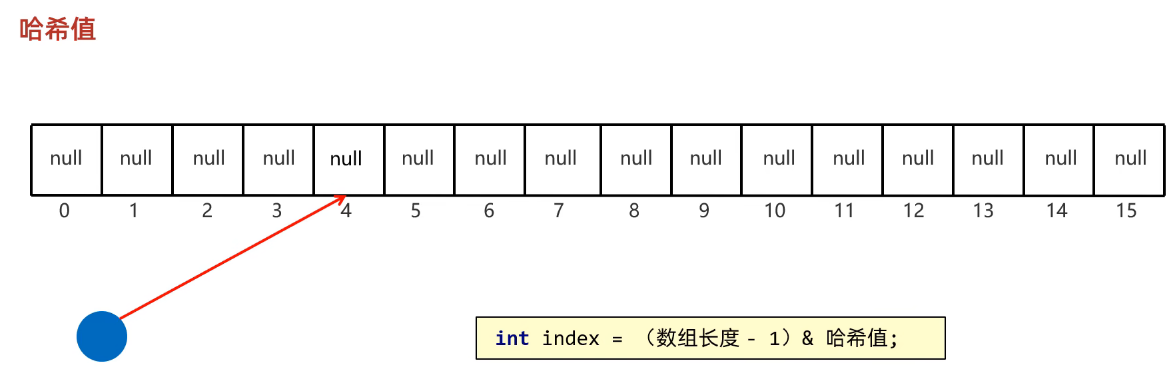 哈希值
null null null null null null null null null null null null null null null null
0 1 2 3 4 5 6 7 8 9 10 11 12 13 14 15
int index = （数组长度 - 1）& 哈希值;